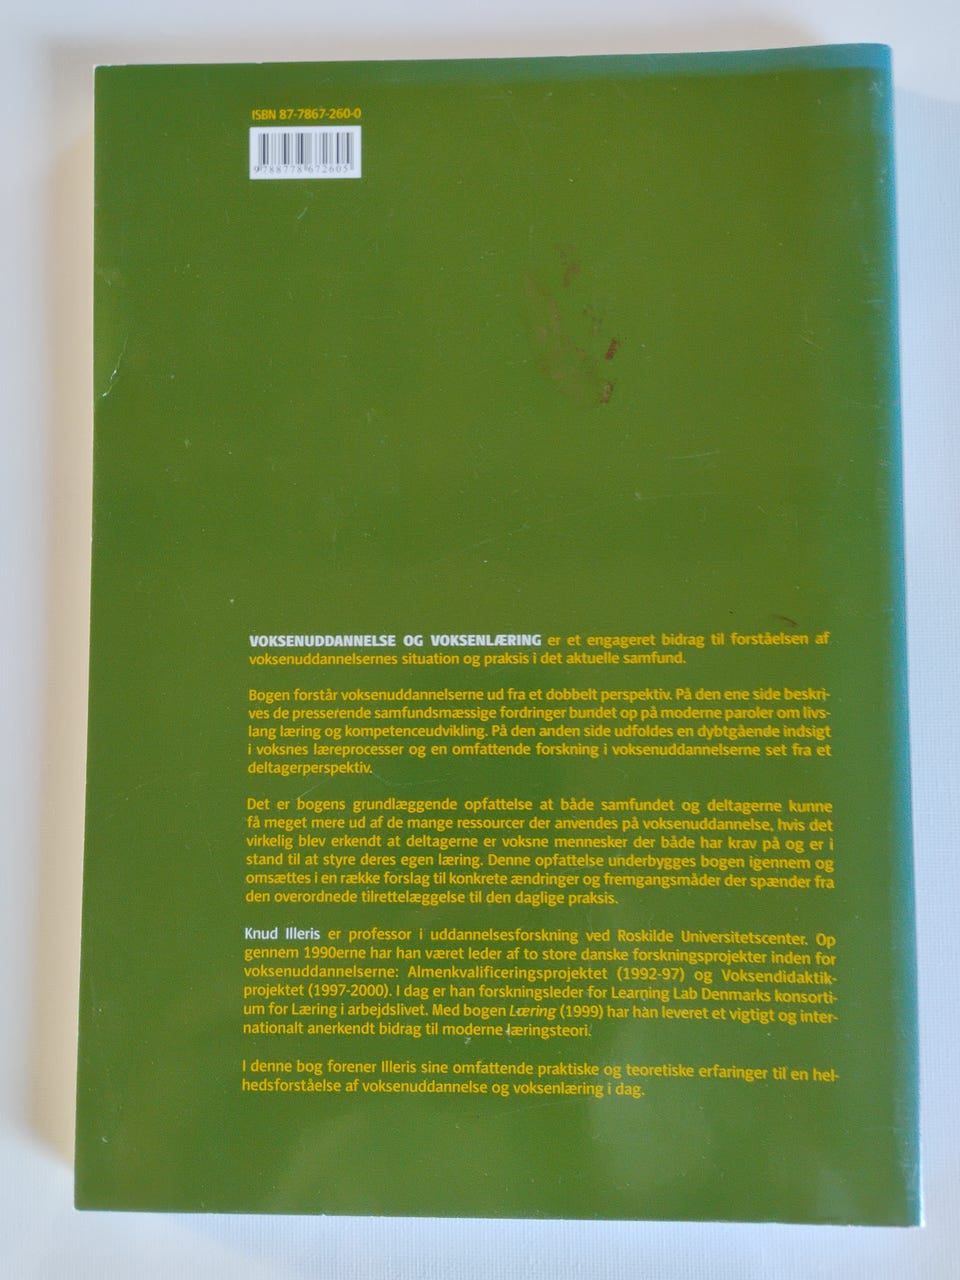 ISBN 87-7867-260-0
9788778672605
VOKSENUDDANNELSE OG VOKSENLÆRING er et engageret bidrag til forståelsen af
voksenuddannelsernes situation og praksis i det aktuelle samfund.
Bogen forstår voksenuddannelserne ud fra et dobbelt perspektiv. På den ene side beskri-
ves de presserende samfundsmæssige fordringer bundet op på moderne paroler om livs-
lang læring og kompetenceudvikling. På den anden side udfoldes en dybtgående indsigt
i voksnes læreprocesser og en omfattende forskning i voksenuddannelserne set fra et
deltagerperspektiv.
Det er bogens grundlæggende opfattelse at både samfundet og deltagerne kunne
få meget mere ud af de mange ressourcer der anvendes på voksenuddannelse, hvis det
virkelig blev erkendt at deltagerne er voksne mennesker der både har krav på og er i
stand til at styre deres egen læring. Denne opfattelse underbygges bogen igennem og
omsættes i en række forslag til konkrete ændringer og fremgangsmåder der spænder fra
den overordnede tilrettelæggelse til den daglige praksis.
Knud Illeris er professor i uddannelsesforskning ved Roskilde Universitetscenter. Op
gennem 1990erne har han været leder af to store danske forskningsprojekter inden for
voksenuddannelserne: Almenkvalificeringsprojektet (1992-97) og Voksendidaktik-
projektet (1997-2000). I dag er han forskningsleder for Learning Lab Denmarks konsorti-
um for Læring i arbejdslivet. Med bogen Læring (1999) har han leveret et vigtigt og inter-
nationalt anerkendt bidrag til moderne læringsteori.
I denne bog forener Illeris sine omfattende praktiske og teoretiske erfaringer til en hel-
hedsforståelse af voksenuddannelse og voksenlæring i dag.